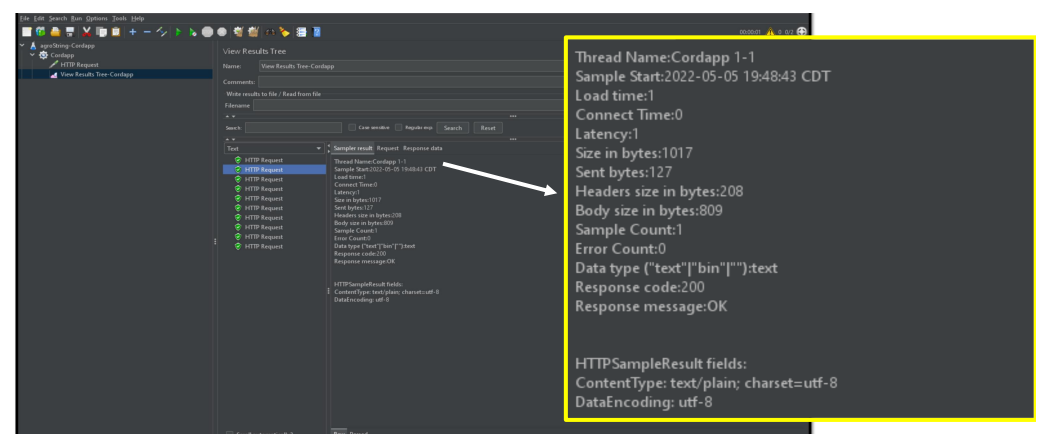 File Edit Search Run Options Tools Help
00:00:01 0 0/2
agroString-Cordapp
Cordapp
HTTP Request
View Results Tree-Cordapp
View Results Tree
Name: View Results Tree-Cordapp
Comments:
Write results to file / Read from file
Filename
Search: Case sensitive Regular exp. Search Reset
Text
HTTP Request
HTTP Request
HTTP Request
HTTP Request
HTTP Request
HTTP Request
HTTP Request
HTTP Request
HTTP Request
HTTP Request
Sampler result Request Response data
Thread Name:Cordapp 1-1
Sample Start:2022-05-05 19:48:43 CDT
Load time:1
Connect Time:0
Latency:1
Size in bytes:1017
Sent bytes:127
Headers size in bytes:208
Body size in bytes:809
Sample Count:1
Error Count:0
Data type ("text"|"bin"|""):text
Response code:200
Response message:OK
HTTPSampleResult fields:
ContentType: text/plain; charset=utf-8
DataEncoding: utf-8
Thread Name:Cordapp 1-1
Sample Start:2022-05-05 19:48:43 CDT
Load time:1
Connect Time:0
Latency:1
Size in bytes:1017
Sent bytes:127
Headers size in bytes:208
Body size in bytes:809
Sample Count:1
Error Count:0
Data type ("text"|"bin"|""):text
Response code:200
Response message:OK
HTTPSampleResult fields:
ContentType: text/plain; charset=utf-8
DataEncoding: utf-8